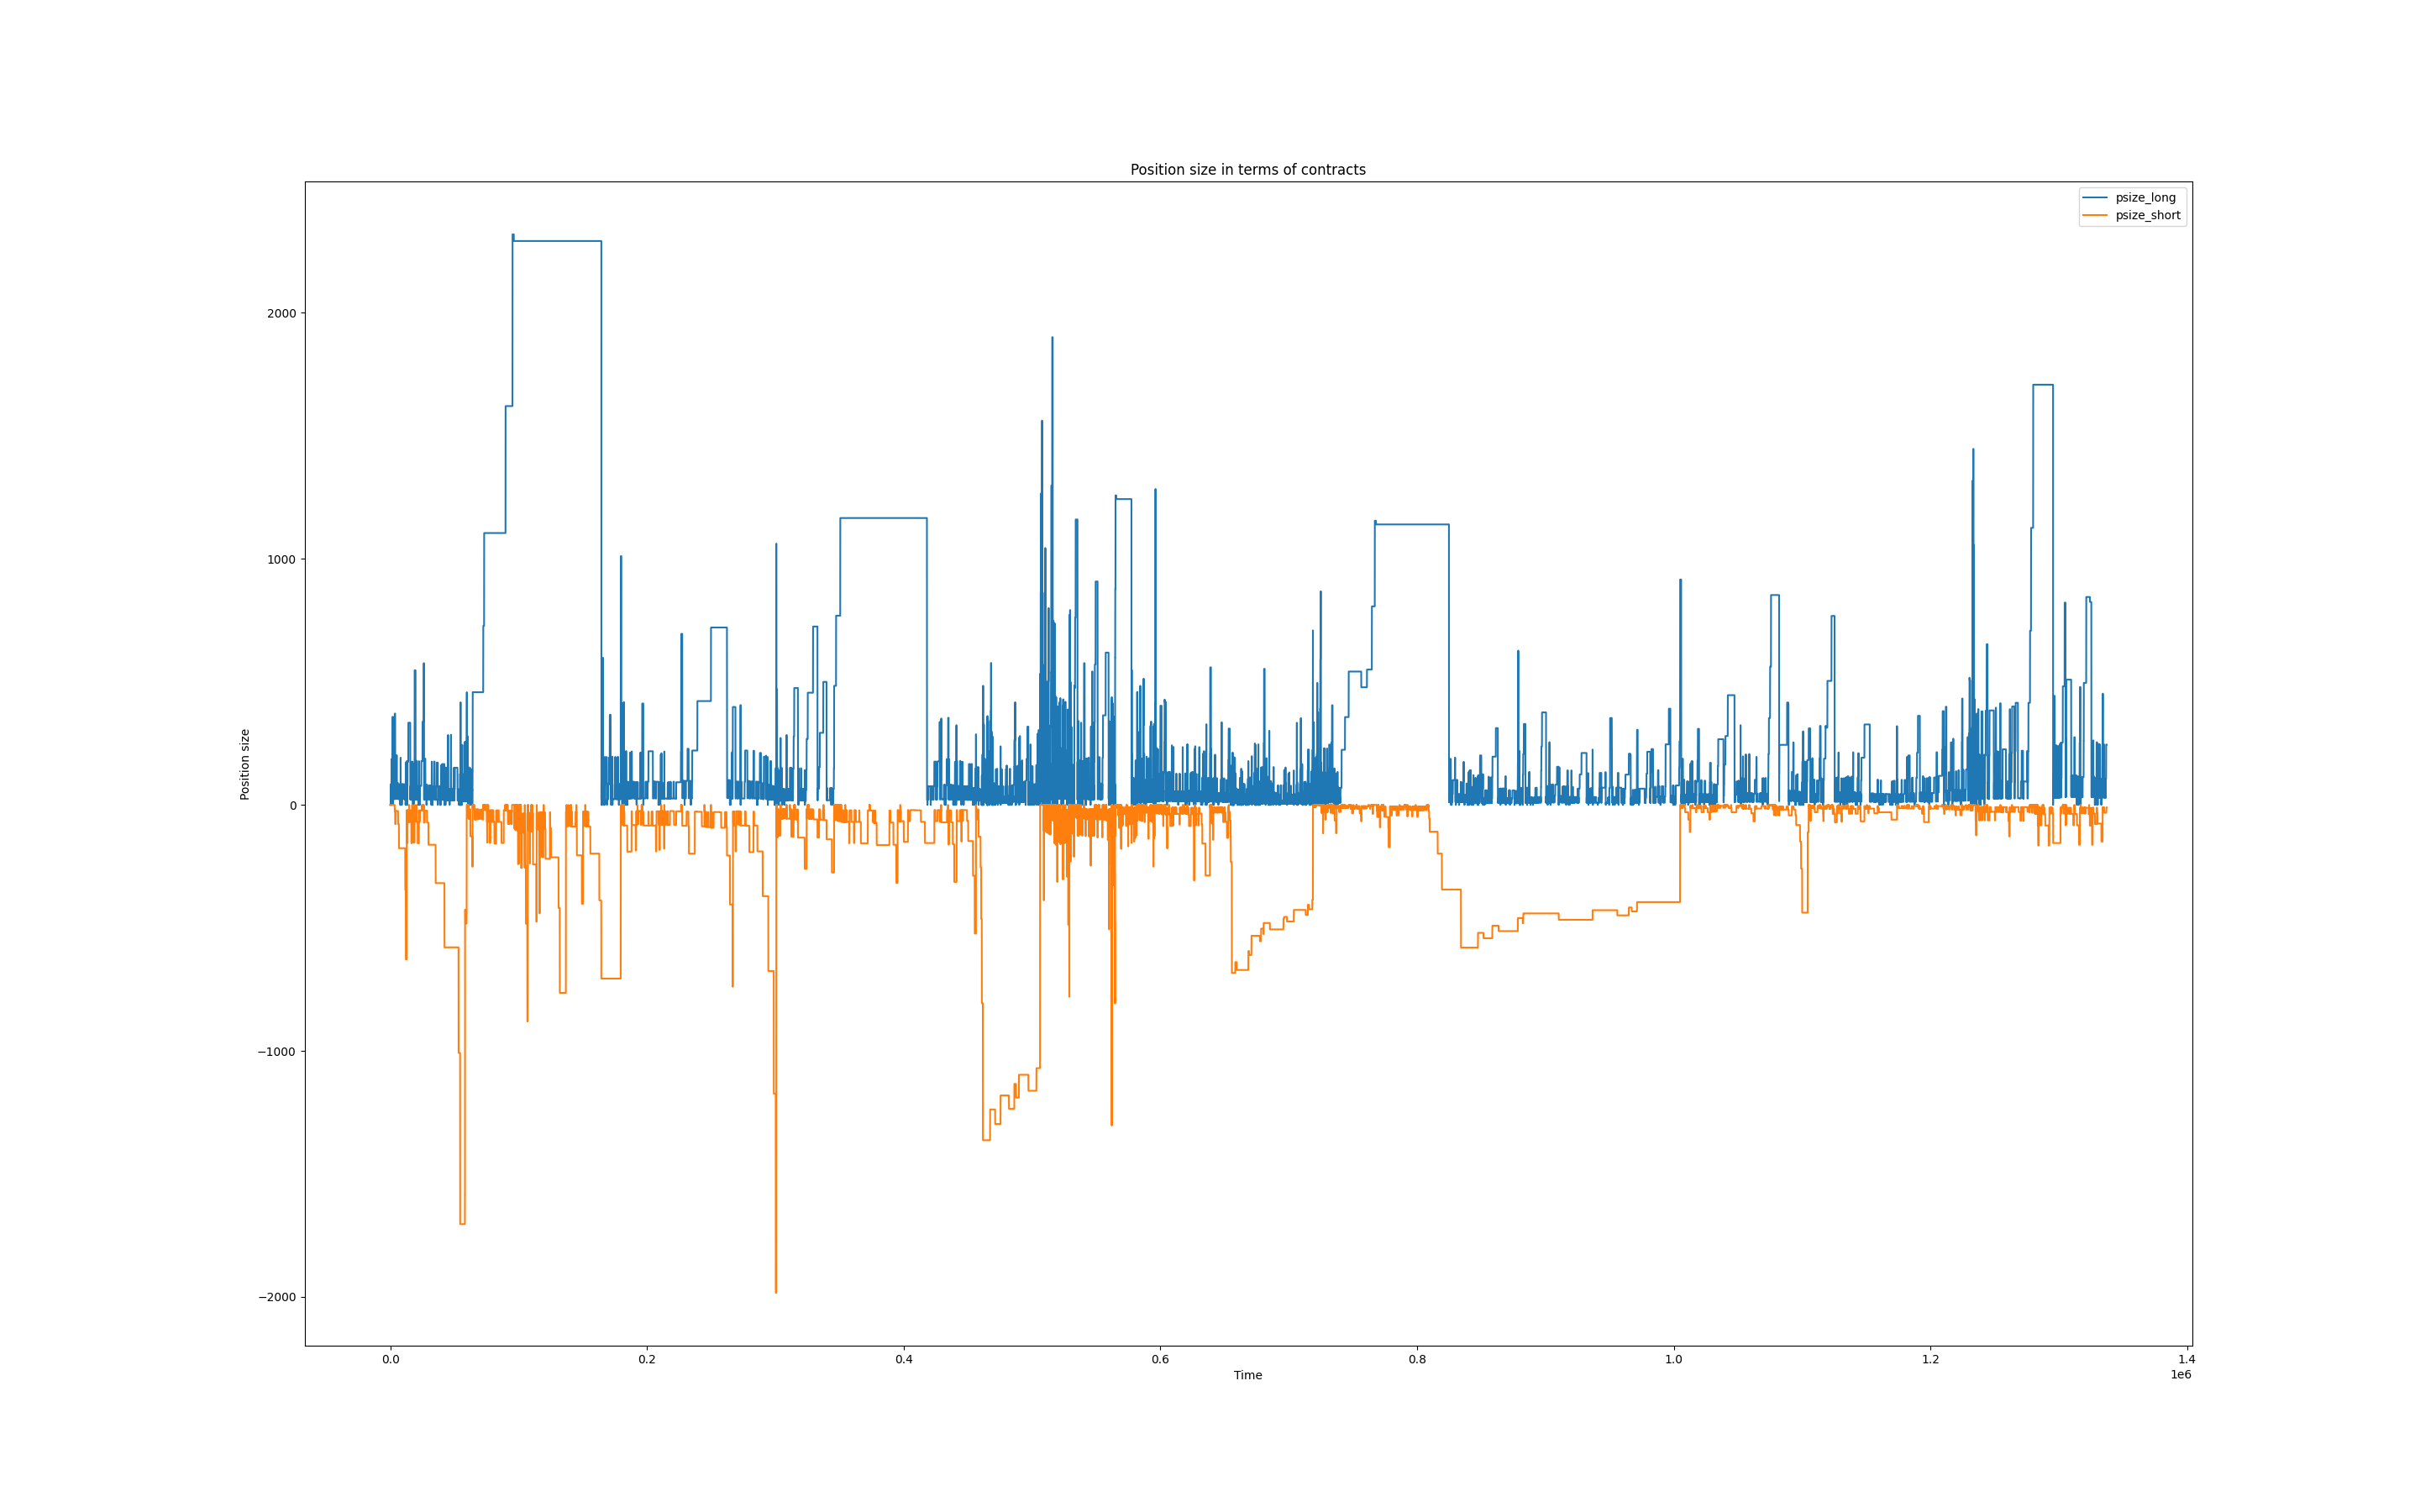 Position size in terms of contracts
psize_long
psize_short
Position size
2000
1000
0
−1000
−2000
0.0
0.2
0.4
0.6
0.8
1.0
1.2
1.4
1e6
Time